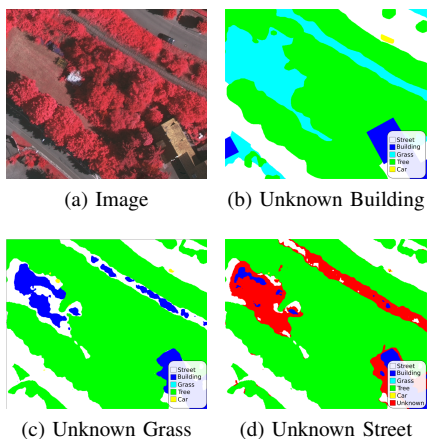 (a) Image
Street
Building
Grass
Tree
Car
(b) Unknown Building
Street
Building
Grass
Tree
Car
(c) Unknown Grass
Street
Building
Grass
Tree
Car
Unknown
(d) Unknown Street